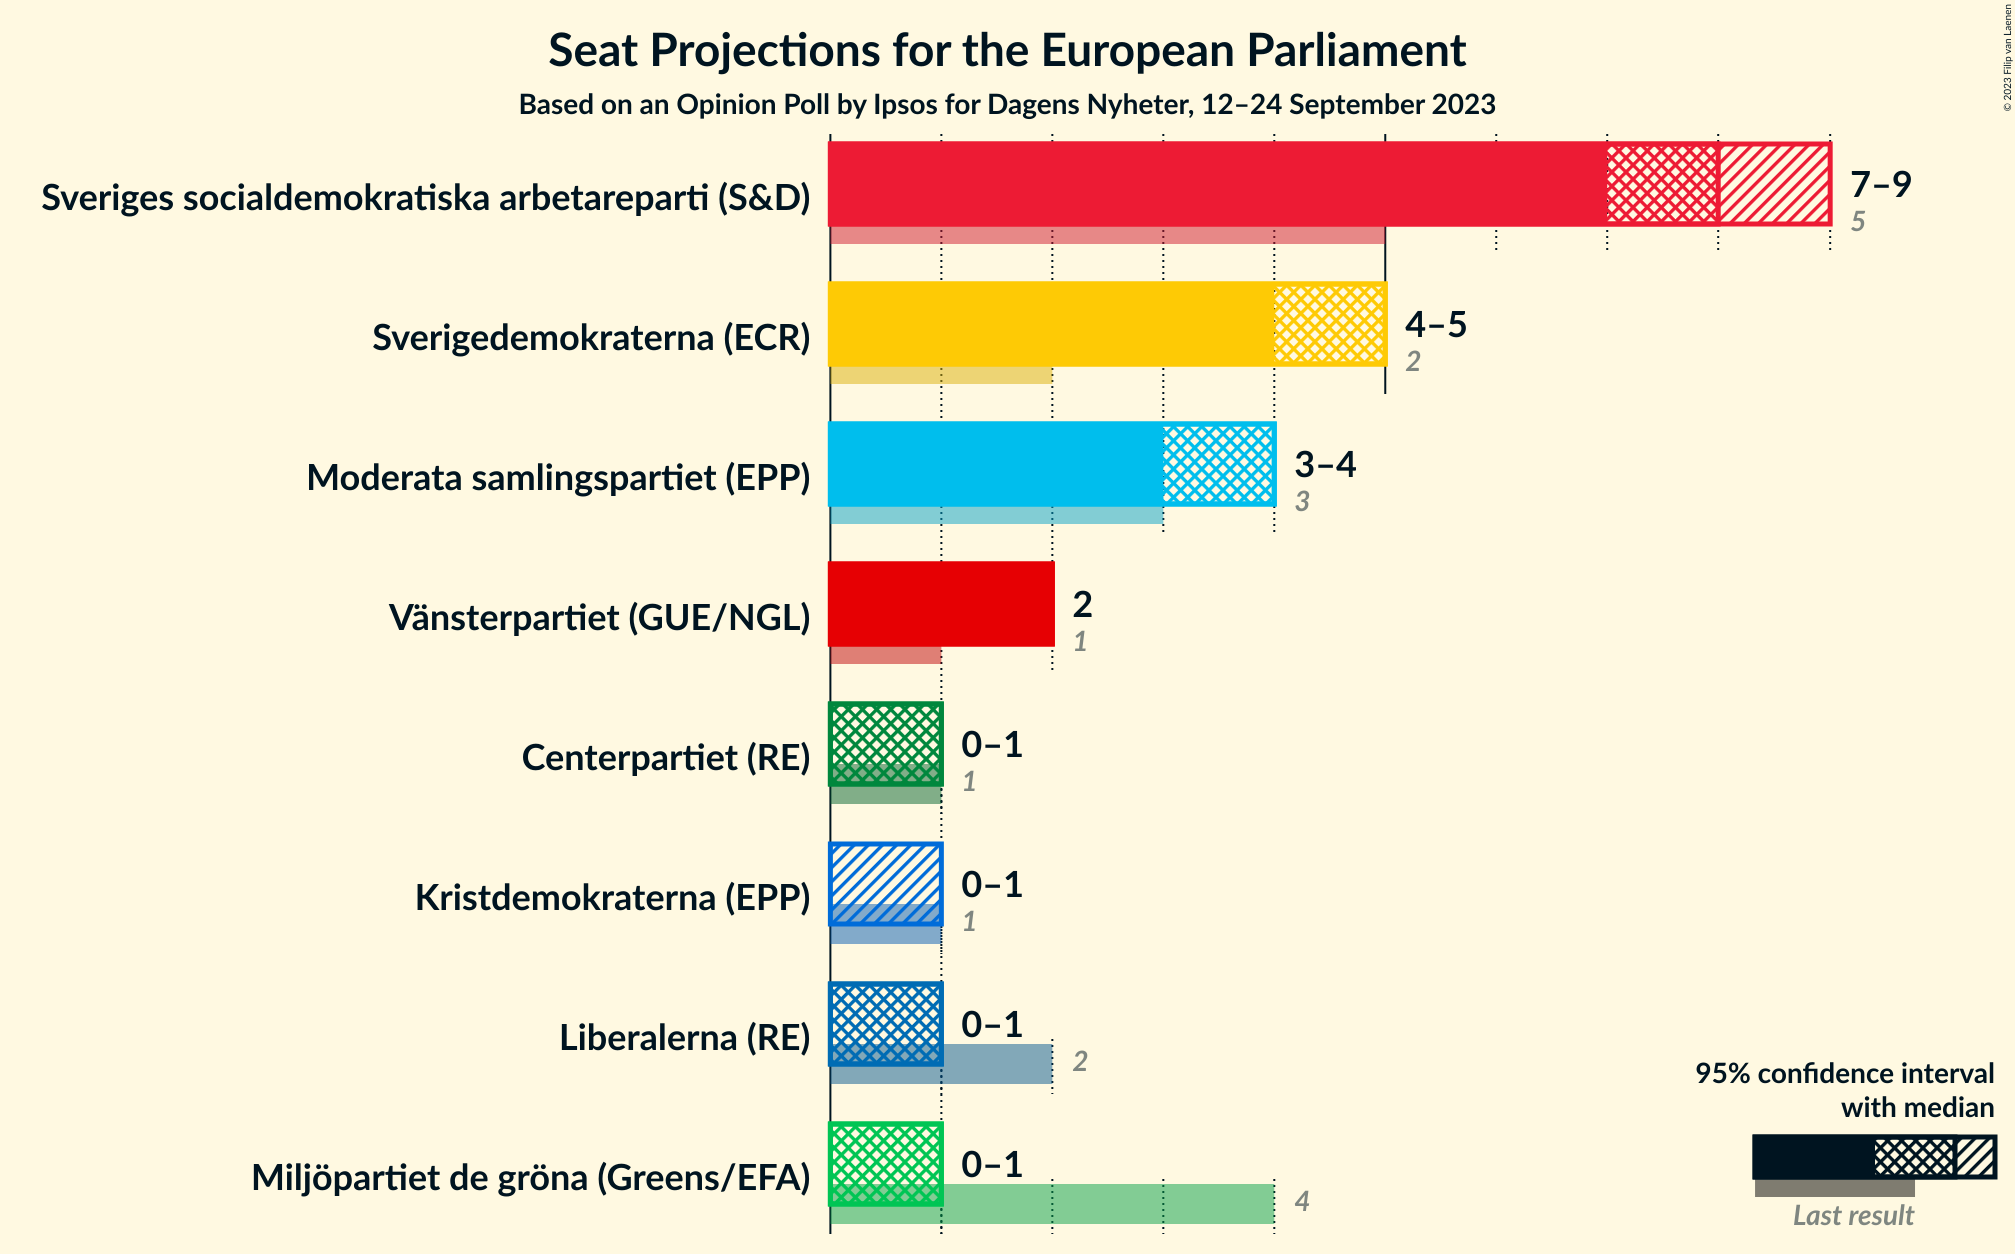 Seat Projections for the European Parliament
Based on an Opinion Poll by Ipsos for Dagens Nyheter, 12–24 September 2023
© 2023 Filip van Laenen
Sveriges socialdemokratiska arbetareparti (S&D)
7–9
5
Sverigedemokraterna (ECR)
4–5
2
Moderata samlingspartiet (EPP)
3–4
3
Vänsterpartiet (GUE/NGL)
2
1
Centerpartiet (RE)
0–1
1
Kristdemokraterna (EPP)
0–1
1
Liberalerna (RE)
0–1
2
Miljöpartiet de gröna (Greens/EFA)
0–1
4
95% confidence interval
with median
Last result